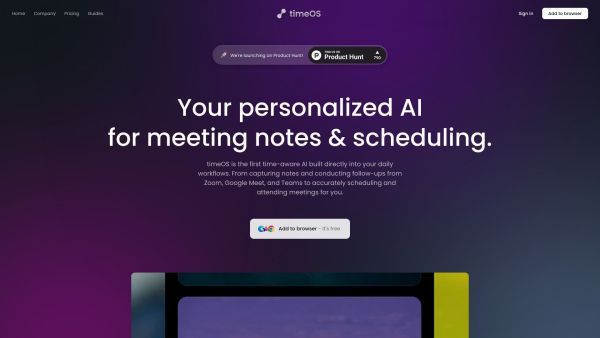 Home Company Pricing Guides timeOS Sign in Add to browser
We're launching on Product Hunt! FIND US ON Product Hunt 790
Your personalized AI
for meeting notes & scheduling.
timeOS is the first time-aware AI built directly into your daily
workflows. From capturing notes and conducting follow-ups from
Zoom, Google Meet, and Teams to accurately scheduling and
attending meetings for you.
Add to browser - It's free